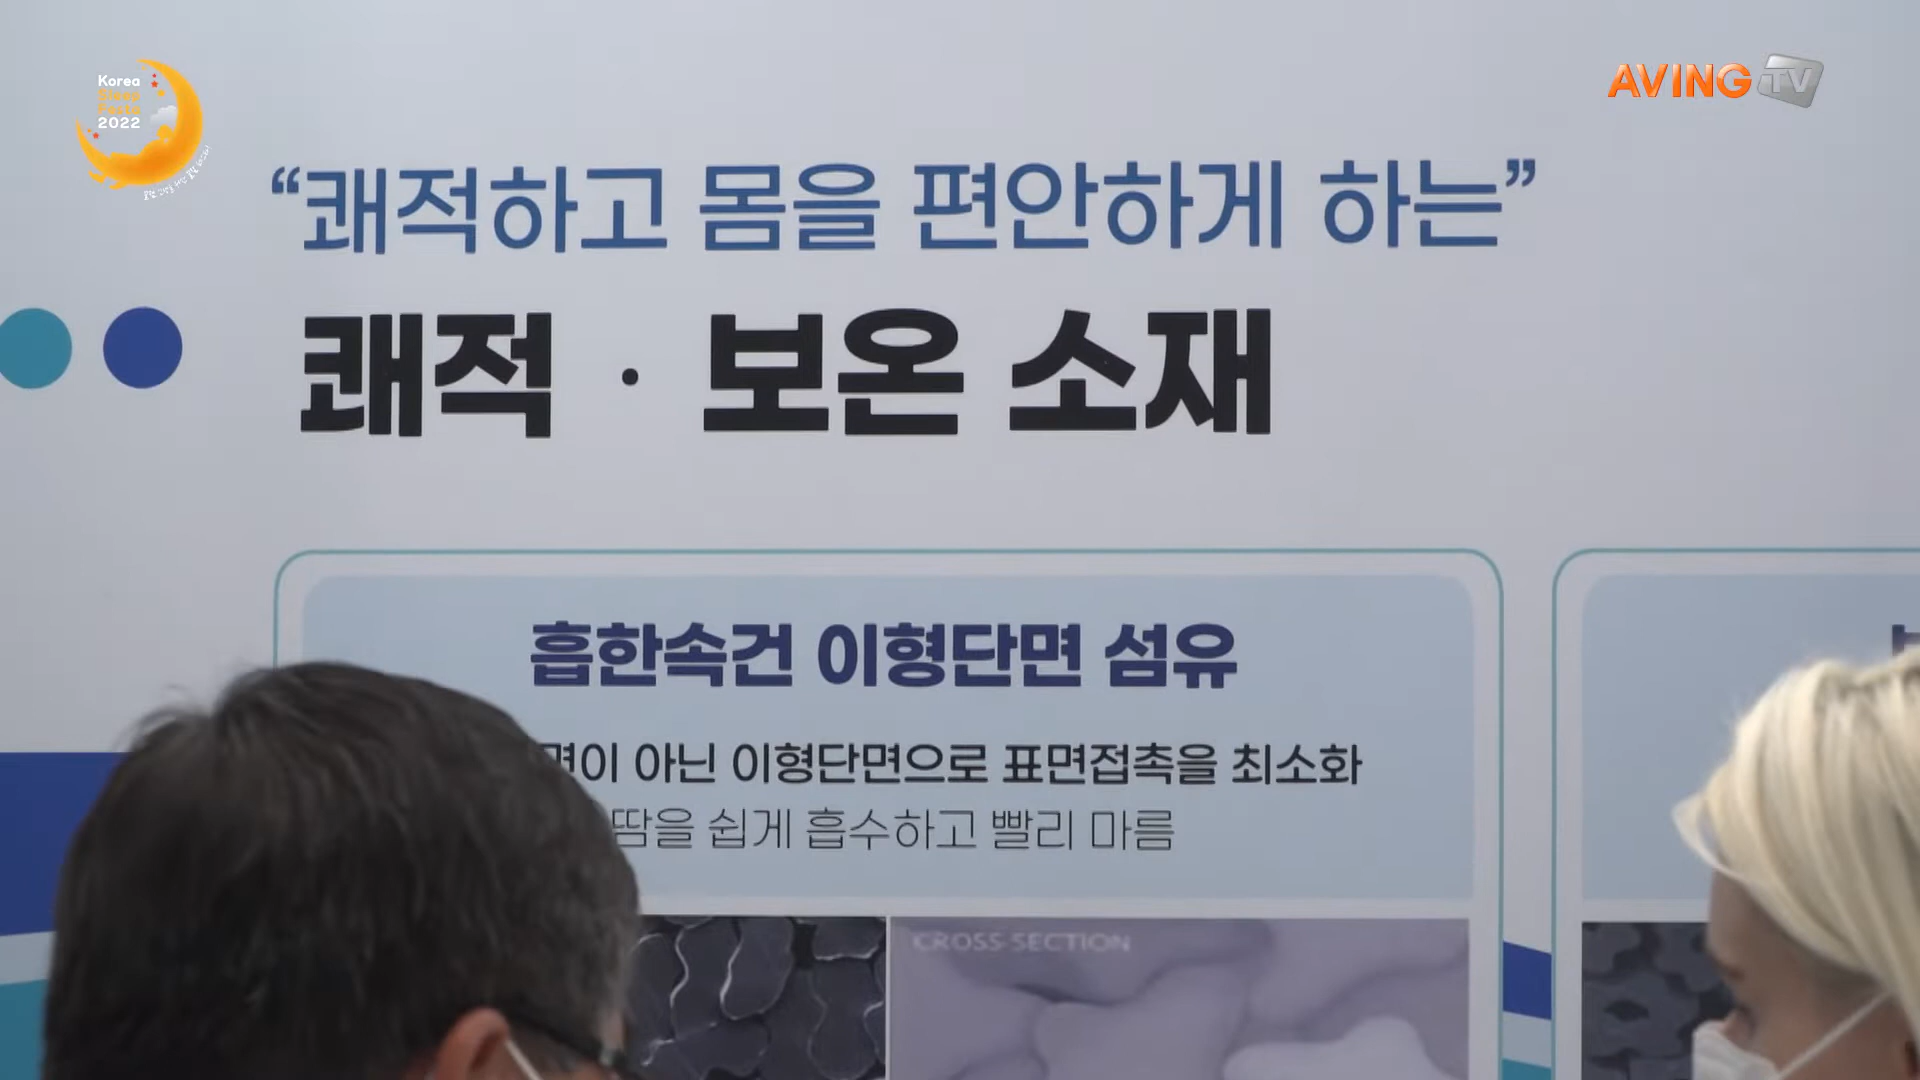 Korea
Sleep
Festa
2022
AVING TV
“쾌적하고 몸을 편안하게 하는”
쾌적 · 보온 소재
흡한속건 이형단면 섬유
아닌 이형단면으로 표면접촉을 최소화
땀을 쉽게 흡수하고 빨리 마름
CROSS-SECTION